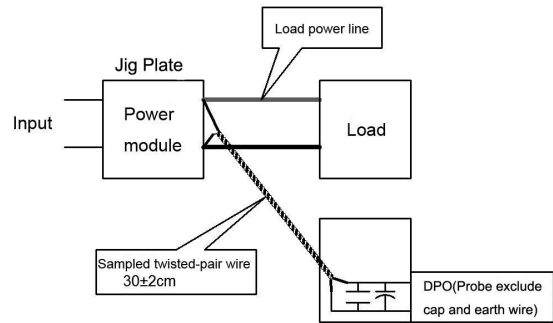 Load power line
Jig Plate
Input
Power
module
Load
Sampled twisted-pair wire
30±2cm
DPO(Probe exclude
cap and earth wire)